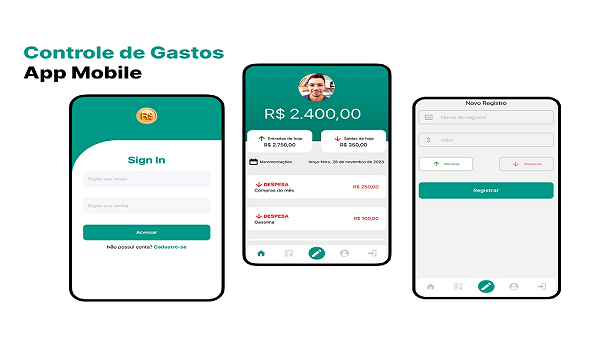 Controle de Gastos
App Mobile
R$
Sign In
Digite seu email
Digite sua senha
Acessar
Não possui conta? Cadastre-se
R$ 2.400,00
Entradas de hoje
R$ 2.750,00
Saídas de hoje
R$ 350,00
Movimentações
terça-feira, 28 de novembro de 2023
DESPESA
Compras do mês
R$ 250,00
DESPESA
Gasolina
R$ 100,00
Novo Registro
Nome do registro
$
valor
Receita
Despesa
Registrar